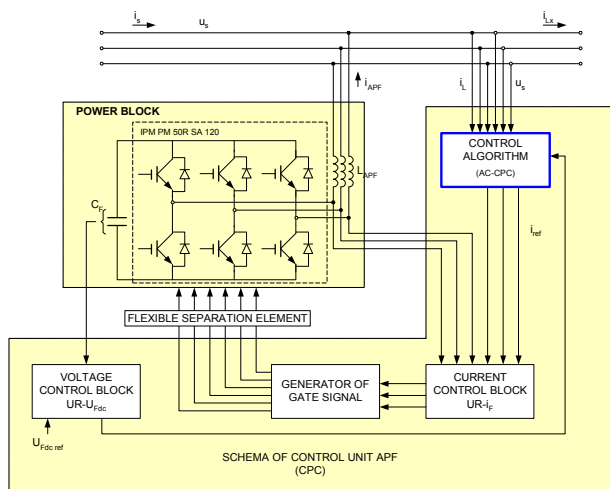 i_s
u_s
i_Lx
i_APF
i_L
u_s
POWER BLOCK
IPM PM 50R SA 120
L_APF
C_F
CONTROL
ALGORITHM
(AC-CPC)
i_ref
FLEXIBLE SEPARATION ELEMENT
VOLTAGE
CONTROL BLOCK
UR-U_Fdc
GENERATOR OF
GATE SIGNAL
CURRENT
CONTROL BLOCK
UR-i_F
U_Fdc ref
SCHEMA OF CONTROL UNIT APF
(CPC)